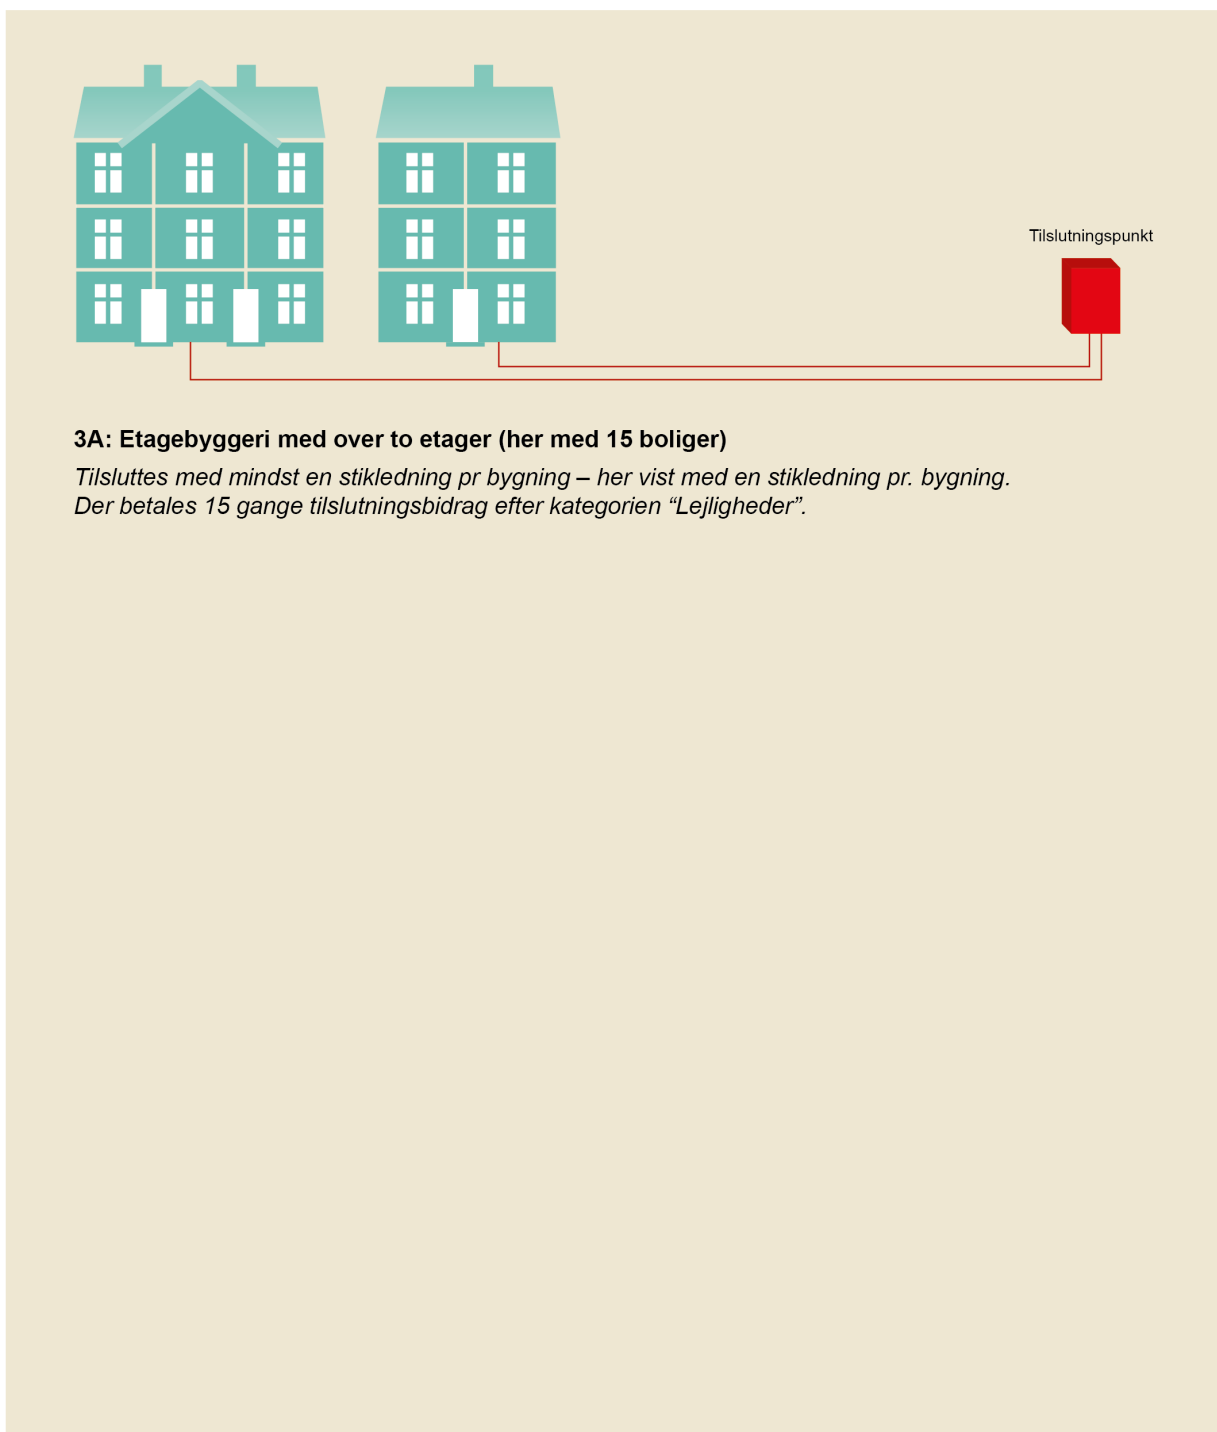 Tilslutningspunkt
3A: Etagebyggeri med over to etager (her med 15 boliger)
Tilsluttes med mindst en stikledning pr bygning – her vist med en stikledning pr. bygning.
Der betales 15 gange tilslutningsbidrag efter kategorien “Lejligheder”.